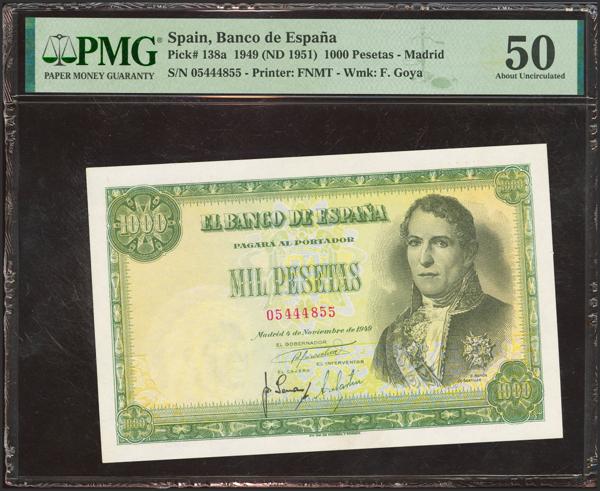 PMG
PAPER MONEY GUARANTY
Spain, Banco de España
Pick# 138a 1949 (ND 1951) 1000 Pesetas - Madrid
S/N 05444855 - Printer: FNMT - Wmk: F. Goya
50
About Uncirculated
1000
1000
EL BANCO DE ESPAÑA
PAGARÁ AL PORTADOR
MIL PESETAS
05444855
Madrid 4 de Noviembre de 1949
EL GOBERNADOR
EL CAJERO
EL INTERVENTOR
1000
1000